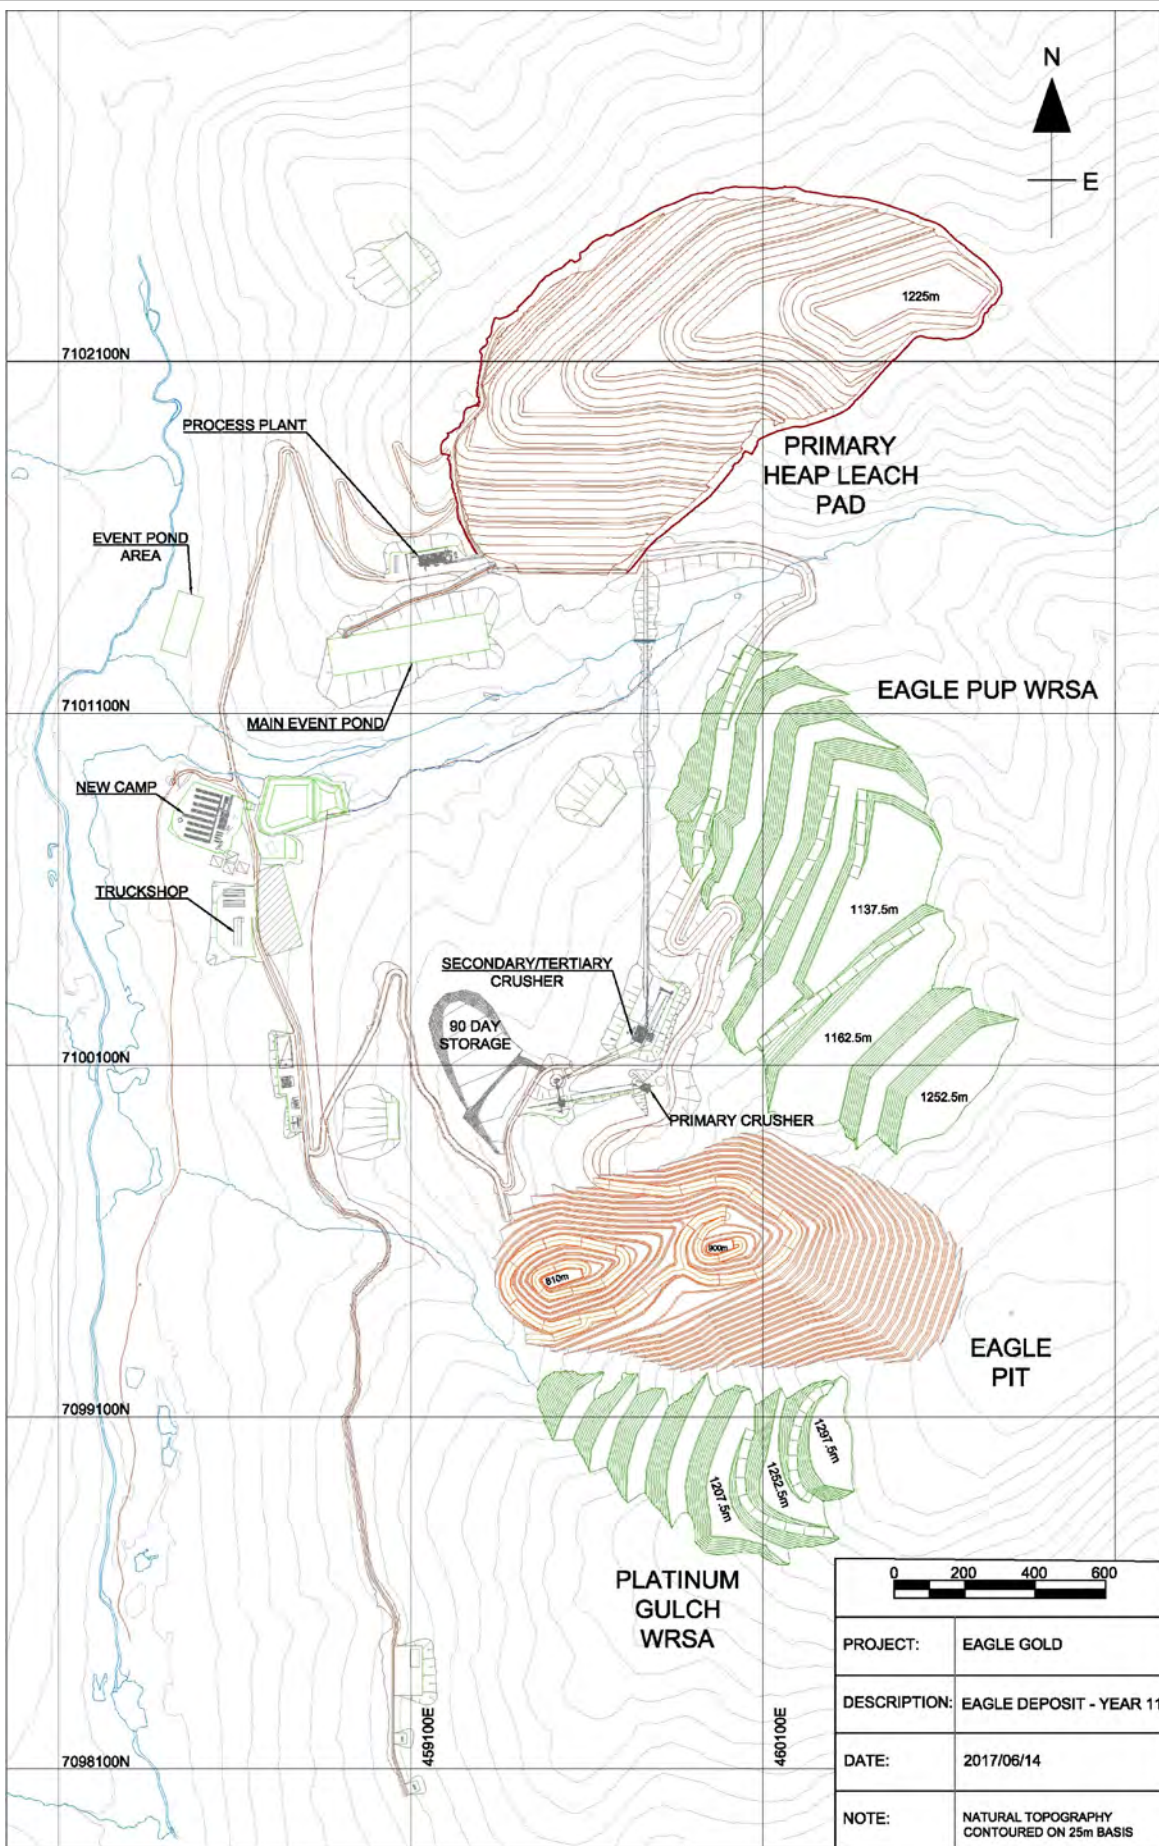 N
E
1225m
7102100N
PROCESS PLANT
PRIMARY
HEAP LEACH
PAD
EVENT POND
AREA
EAGLE PUP WRSA
7101100N
MAIN EVENT POND
NEW CAMP
TRUCKSHOP
1137.5m
SECONDARY/TERTIARY
CRUSHER
90 DAY
STORAGE
1162.5m
7100100N
1252.5m
PRIMARY CRUSHER
900m
810m
EAGLE
PIT
7099100N
1297.5m
1252.5m
1207.5m
PLATINUM
GULCH
WRSA
0 200 400 600
PROJECT: EAGLE GOLD
DESCRIPTION: EAGLE DEPOSIT - YEAR 11
459100E
460100E
7098100N
DATE: 2017/06/14
NOTE: NATURAL TOPOGRAPHY
CONTOURED ON 25m BASIS